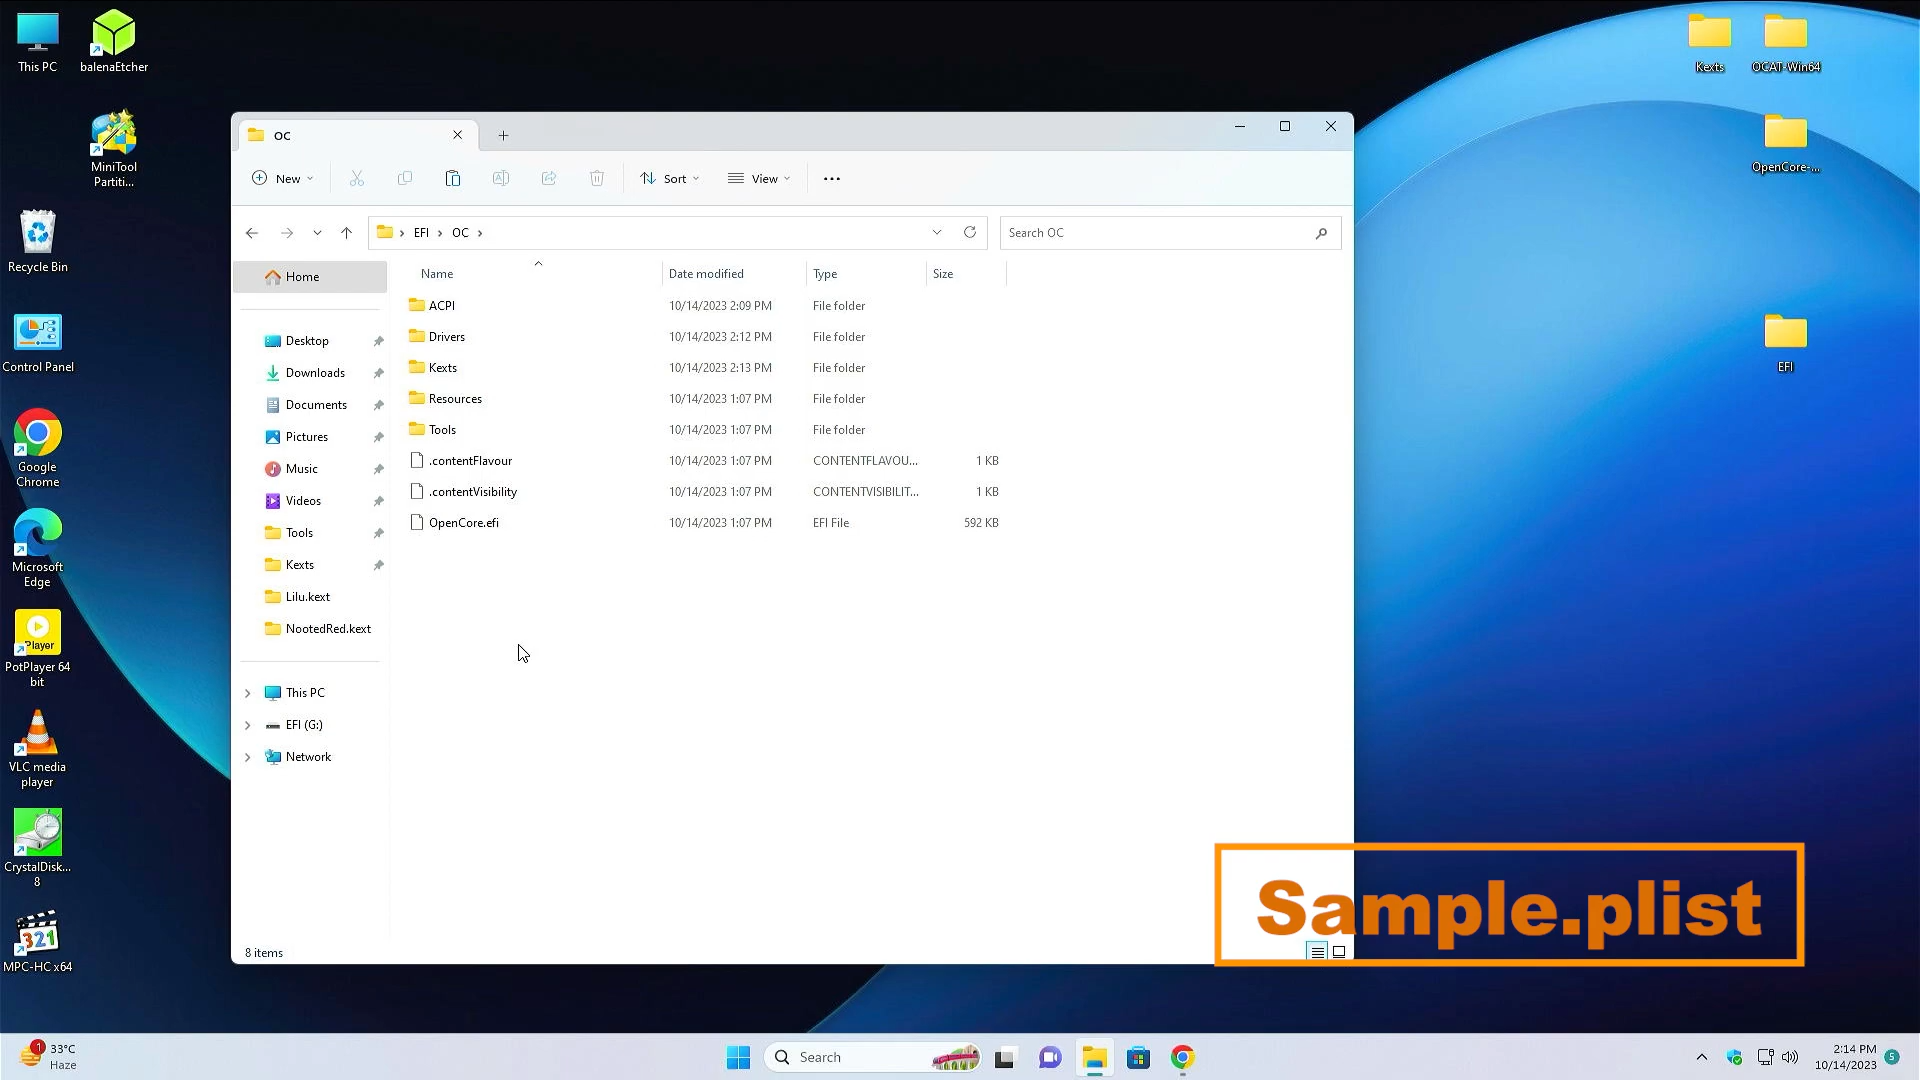 This PC
balenaEtcher
MiniTool
Partiti...
Recycle Bin
Control Panel
Google
Chrome
Microsoft
Edge
Player
PotPlayer 64
bit
VLC media
player
CrystalDisk...
8
321
MPC-HC x64
Kexts
OCAT-Win64
OpenCore-...
EFI
OC
New
Sort
View
EFI
OC
Search OC
Home
Desktop
Downloads
Documents
Pictures
Music
Videos
Tools
Kexts
Lilu.kext
NootedRed.kext
This PC
EFI (G:)
Network
Name Date modified Type Size
ACPI 10/14/2023 2:09 PM File folder
Drivers 10/14/2023 2:12 PM File folder
Kexts 10/14/2023 2:13 PM File folder
Resources 10/14/2023 1:07 PM File folder
Tools 10/14/2023 1:07 PM File folder
.contentFlavour 10/14/2023 1:07 PM CONTENTFLAVOU... 1 KB
.contentVisibility 10/14/2023 1:07 PM CONTENTVISIBILIT... 1 KB
OpenCore.efi 10/14/2023 1:07 PM EFI File 592 KB
8 items
Sample.plist
1
33°C
Haze
Search
2:14 PM
10/14/2023
5